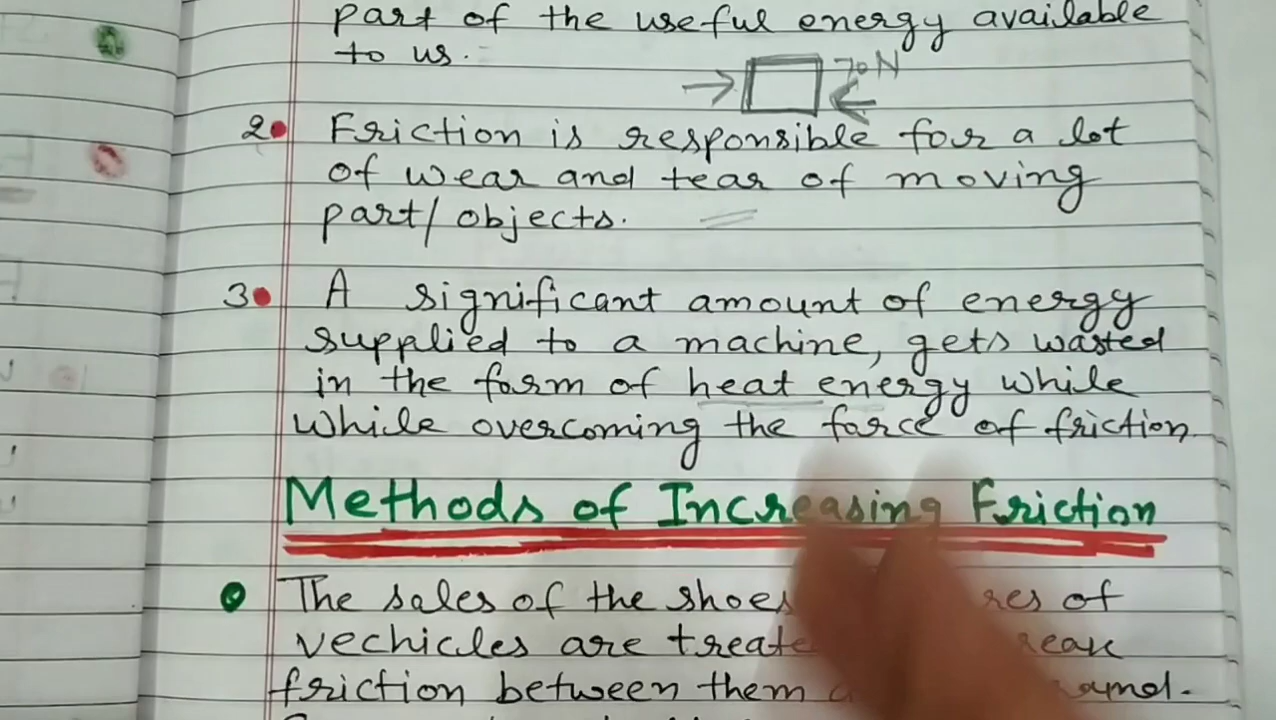 part of the useful energy available
to us.
70N
2. Friction is responsible for a lot
of wear and tear of moving
part/objects.
3. A significant amount of energy
supplied to a machine, gets wasted
in the form of heat energy while
while overcoming the force of friction
Methods of Increasing Friction
The soles of the shoes
of
vechicles are
friction between them